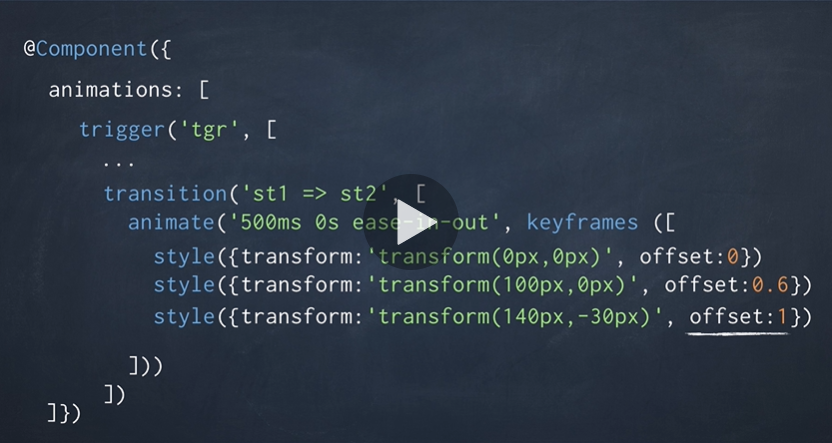 @Component({
animations: [
trigger('tgr', [
...
transition('st1 => st2', [
animate('500ms 0s ease-in-out', keyframes ([
style({transform:'transform(0px,0px)', offset:0})
style({transform:'transform(100px,0px)', offset:0.6})
style({transform:'transform(140px,-30px)', offset:1})
]))
])
]})